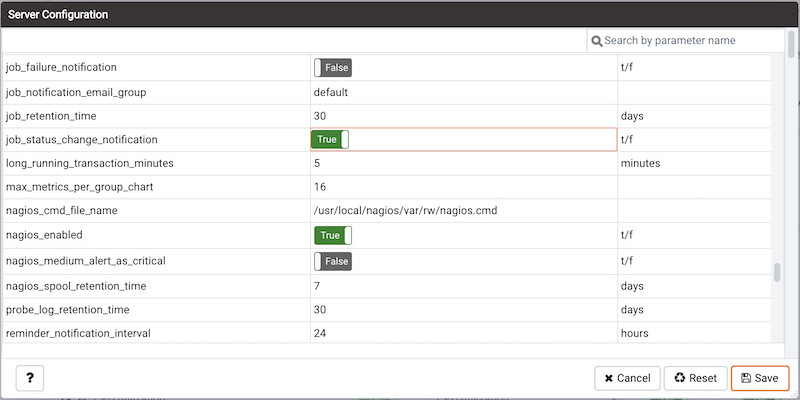 Server Configuration
Search by parameter name
job_failure_notification False t/f
job_notification_email_group default
job_retention_time 30 days
job_status_change_notification True t/f
long_running_transaction_minutes 5 minutes
max_metrics_per_group_chart 16
nagios_cmd_file_name /usr/local/nagios/var/rw/nagios.cmd
nagios_enabled True t/f
nagios_medium_alert_as_critical False t/f
nagios_spool_retention_time 7 days
probe_log_retention_time 30 days
reminder_notification_interval 24 hours
? Cancel Reset Save